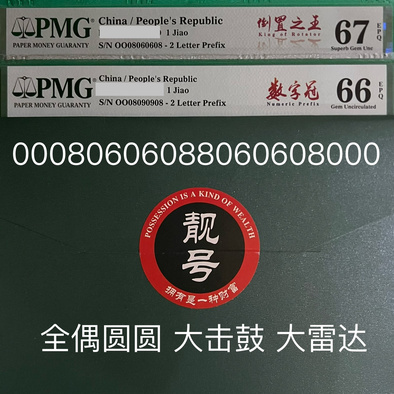 PMG
PAPER MONEY GUARANTY
China / People's Republic
1 Jiao
S/N OO08060608 - 2 Letter Prefix
倒置之王
King of Rotator
67 EPQ
Superb Gem Unc
PMG
PAPER MONEY GUARANTY
China / People's Republic
1 Jiao
S/N OO08090908 - 2 Letter Prefix
数字冠
Numeric Prefix
66 EPQ
Gem Uncirculated
00080606088060608000
POSSESSION IS A KIND OF WEALTH
靓号
拥有是一种财富
全偶圆圆 大击鼓 大雷达